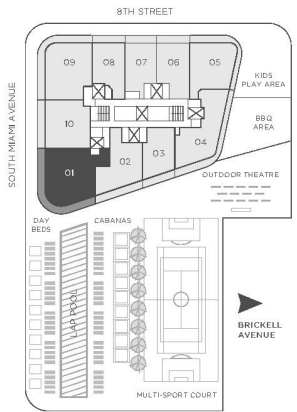 8TH STREET
SOUTH MIAMI AVENUE
09
08
07
06
05
KIDS
PLAY AREA
BBQ
AREA
10
04
03
02
01
OUTDOOR THEATRE
DAY
BEDS
CABANAS
LAP POOL
BRICKELL
AVENUE
MULTI-SPORT COURT